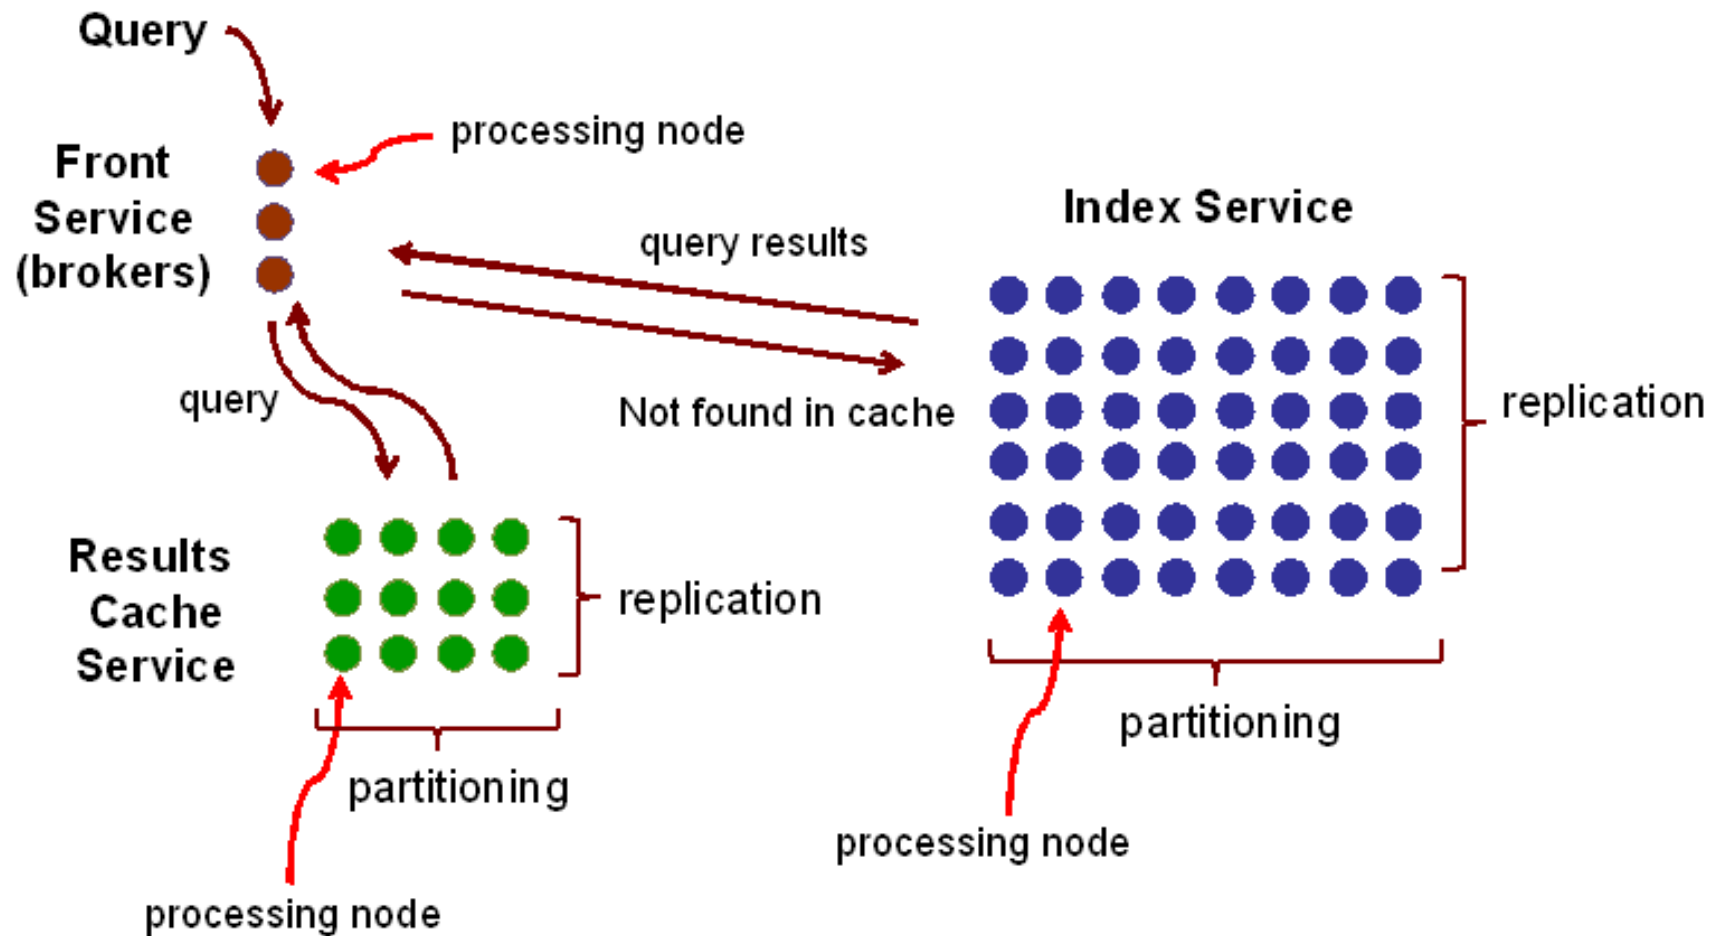 Query
processing node
Front
Service
(brokers)
Index Service
query results
query
Not found in cache
replication
Results
Cache
Service
replication
partitioning
partitioning
processing node
processing node